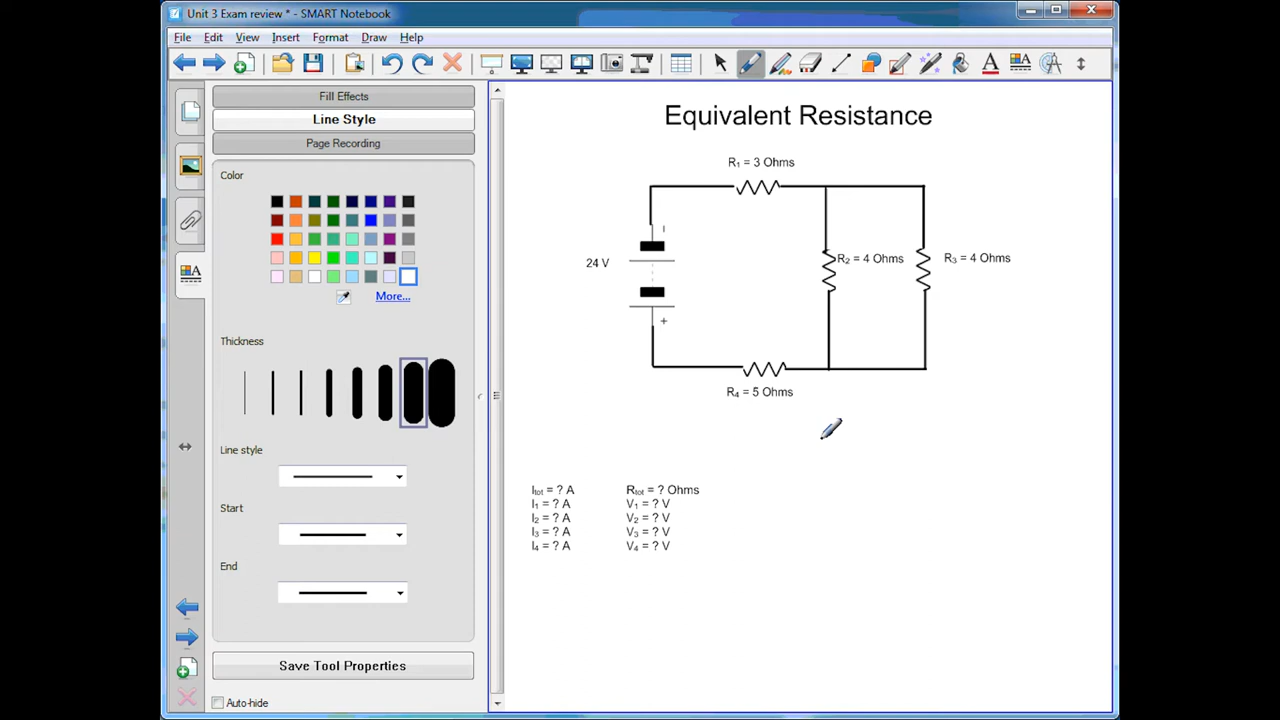 Unit 3 Exam review * - SMART Notebook
File Edit View Insert Format Draw Help
Fill Effects
Line Style
Page Recording
Color
More...
Thickness
Line style
Start
End
Save Tool Properties
Auto-hide
Equivalent Resistance
R₁ = 3 Ohms
24 V
R₂ = 4 Ohms
R₃ = 4 Ohms
+
R₄ = 5 Ohms
Iₜₒₜ = ? A Rₜₒₜ = ? Ohms
I₁ = ? A V₁ = ? V
I₂ = ? A V₂ = ? V
I₃ = ? A V₃ = ? V
I₄ = ? A V₄ = ? V